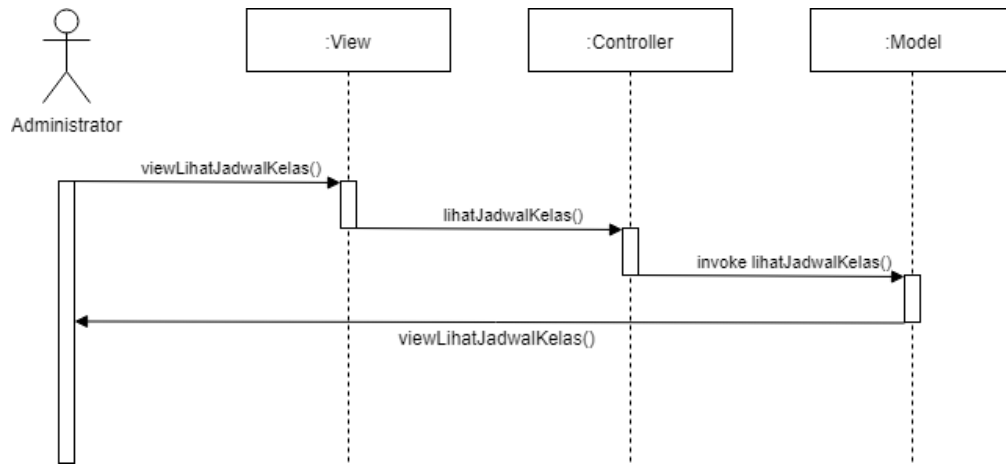 :View
:Controller
:Model
Administrator
viewLihatJadwalKelas()
lihatJadwalKelas()
invoke lihatJadwalKelas()
viewLihatJadwalKelas()